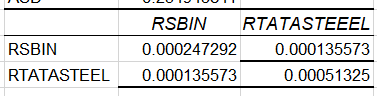 RSBIN RTATASTEEEL
RSBIN 0.000247292 0.000135573
RTATASTEEL 0.000135573 0.00051325